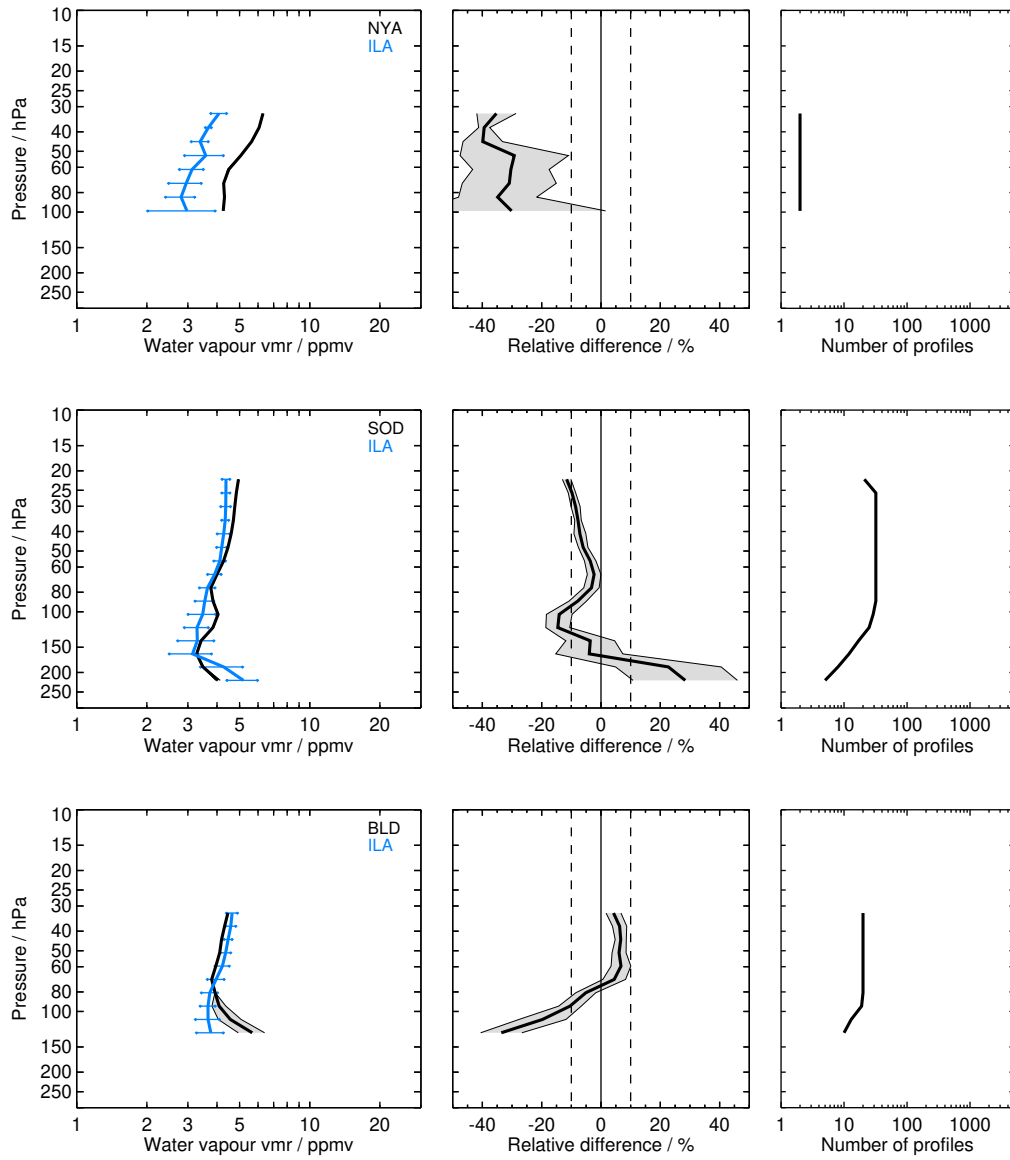 NYA
ILA
Pressure / hPa
10
15
20
25
30
40
50
60
80
100
150
200
250
1 2 3 5 10 20
Water vapour vmr / ppmv
-40 -20 0 20 40
Relative difference / %
1 10 100 1000
Number of profiles
SOD
ILA
Pressure / hPa
10
15
20
25
30
40
50
60
80
100
150
200
250
1 2 3 5 10 20
Water vapour vmr / ppmv
-40 -20 0 20 40
Relative difference / %
1 10 100 1000
Number of profiles
BLD
ILA
Pressure / hPa
10
15
20
25
30
40
50
60
80
100
150
200
250
1 2 3 5 10 20
Water vapour vmr / ppmv
-40 -20 0 20 40
Relative difference / %
1 10 100 1000
Number of profiles